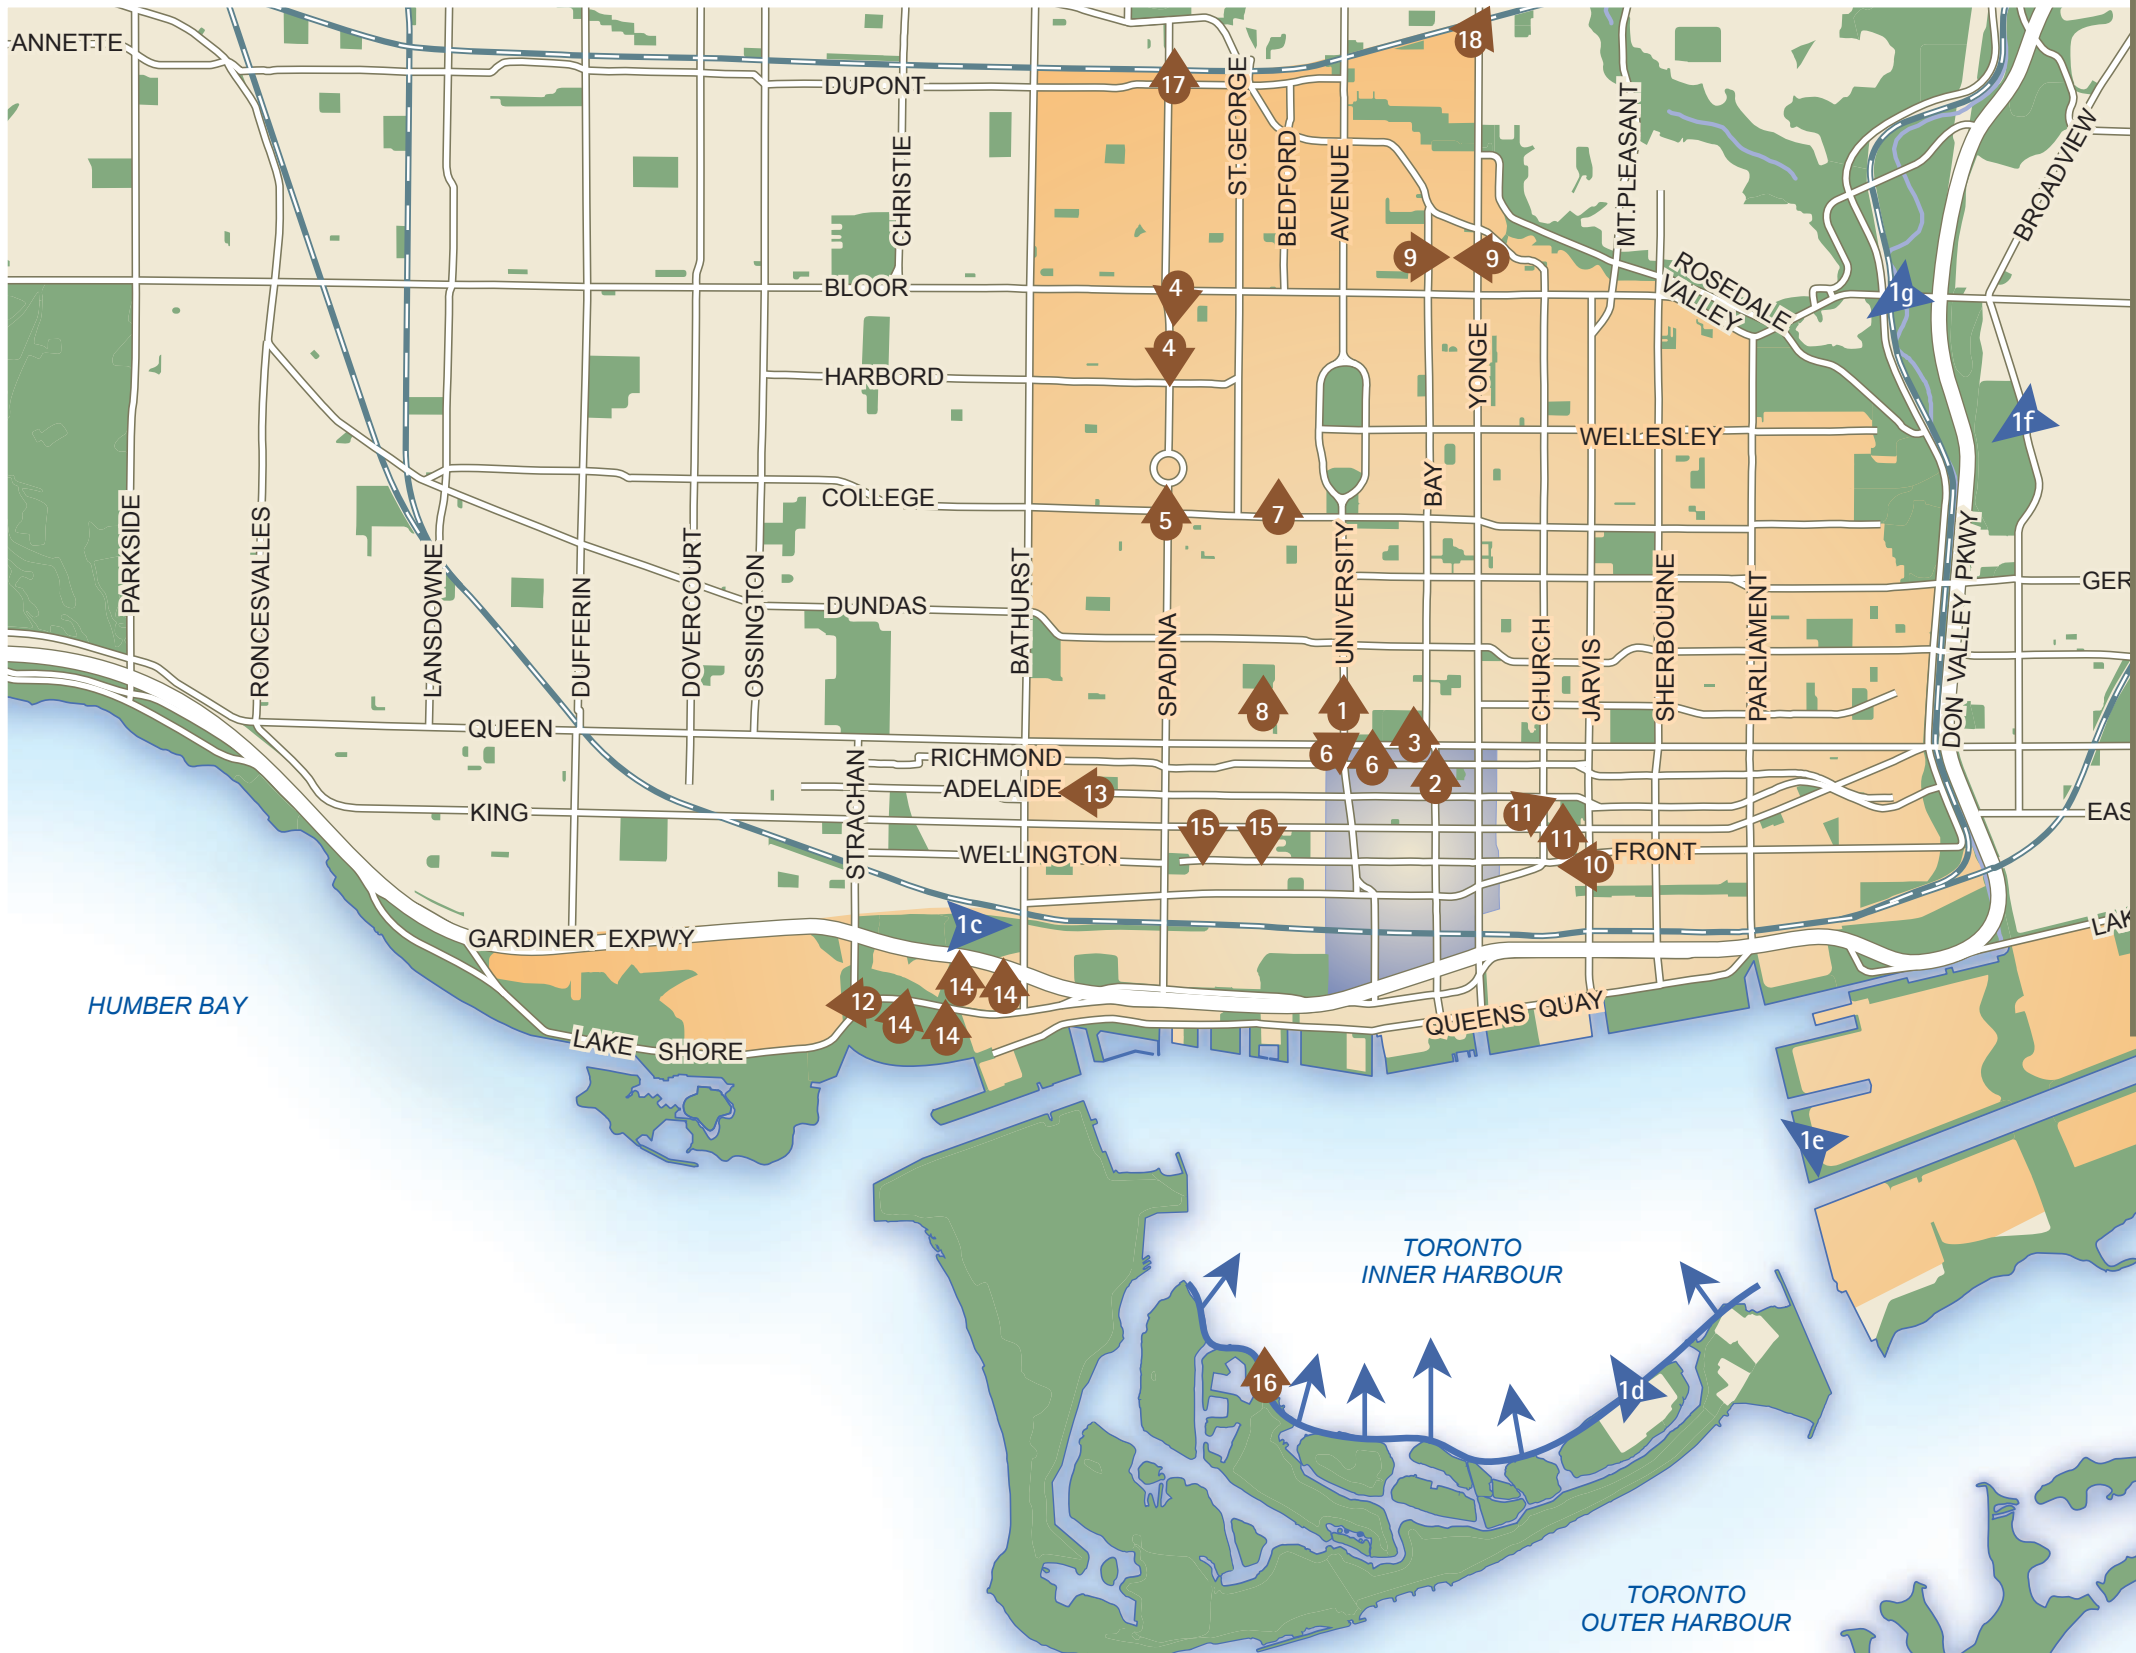 ANNETTE
18
DUPONT
17
ST.GEORGE
BEDFORD
AVENUE
CHRISTIE
MT.PLEASANT
BROADVIEW
9
9
ROSEDALE
VALLEY
BLOOR
4
1g
4
YONGE
HARBORD
1f
WELLESLEY
BAY
COLLEGE
5
7
PARKSIDE
RONCESVALLES
LANSDOWNE
DUFFERIN
DOVERCOURT
OSSINGTON
BATHURST
SPADINA
UNIVERSITY
CHURCH
JARVIS
SHERBOURNE
PARLIAMENT
DON VALLEY PKWY
GER
DUNDAS
8
1
QUEEN
3
6
6
RICHMOND
2
ADELAIDE
13
STRACHAN
KING
15
15
11
11
EAS
WELLINGTON
FRONT
10
1c
LAK
GARDINER EXPWY
14
14
12
14
14
HUMBER BAY
QUEENS QUAY
LAKE SHORE
1e
TORONTO
INNER HARBOUR
16
1d
TORONTO
OUTER HARBOUR